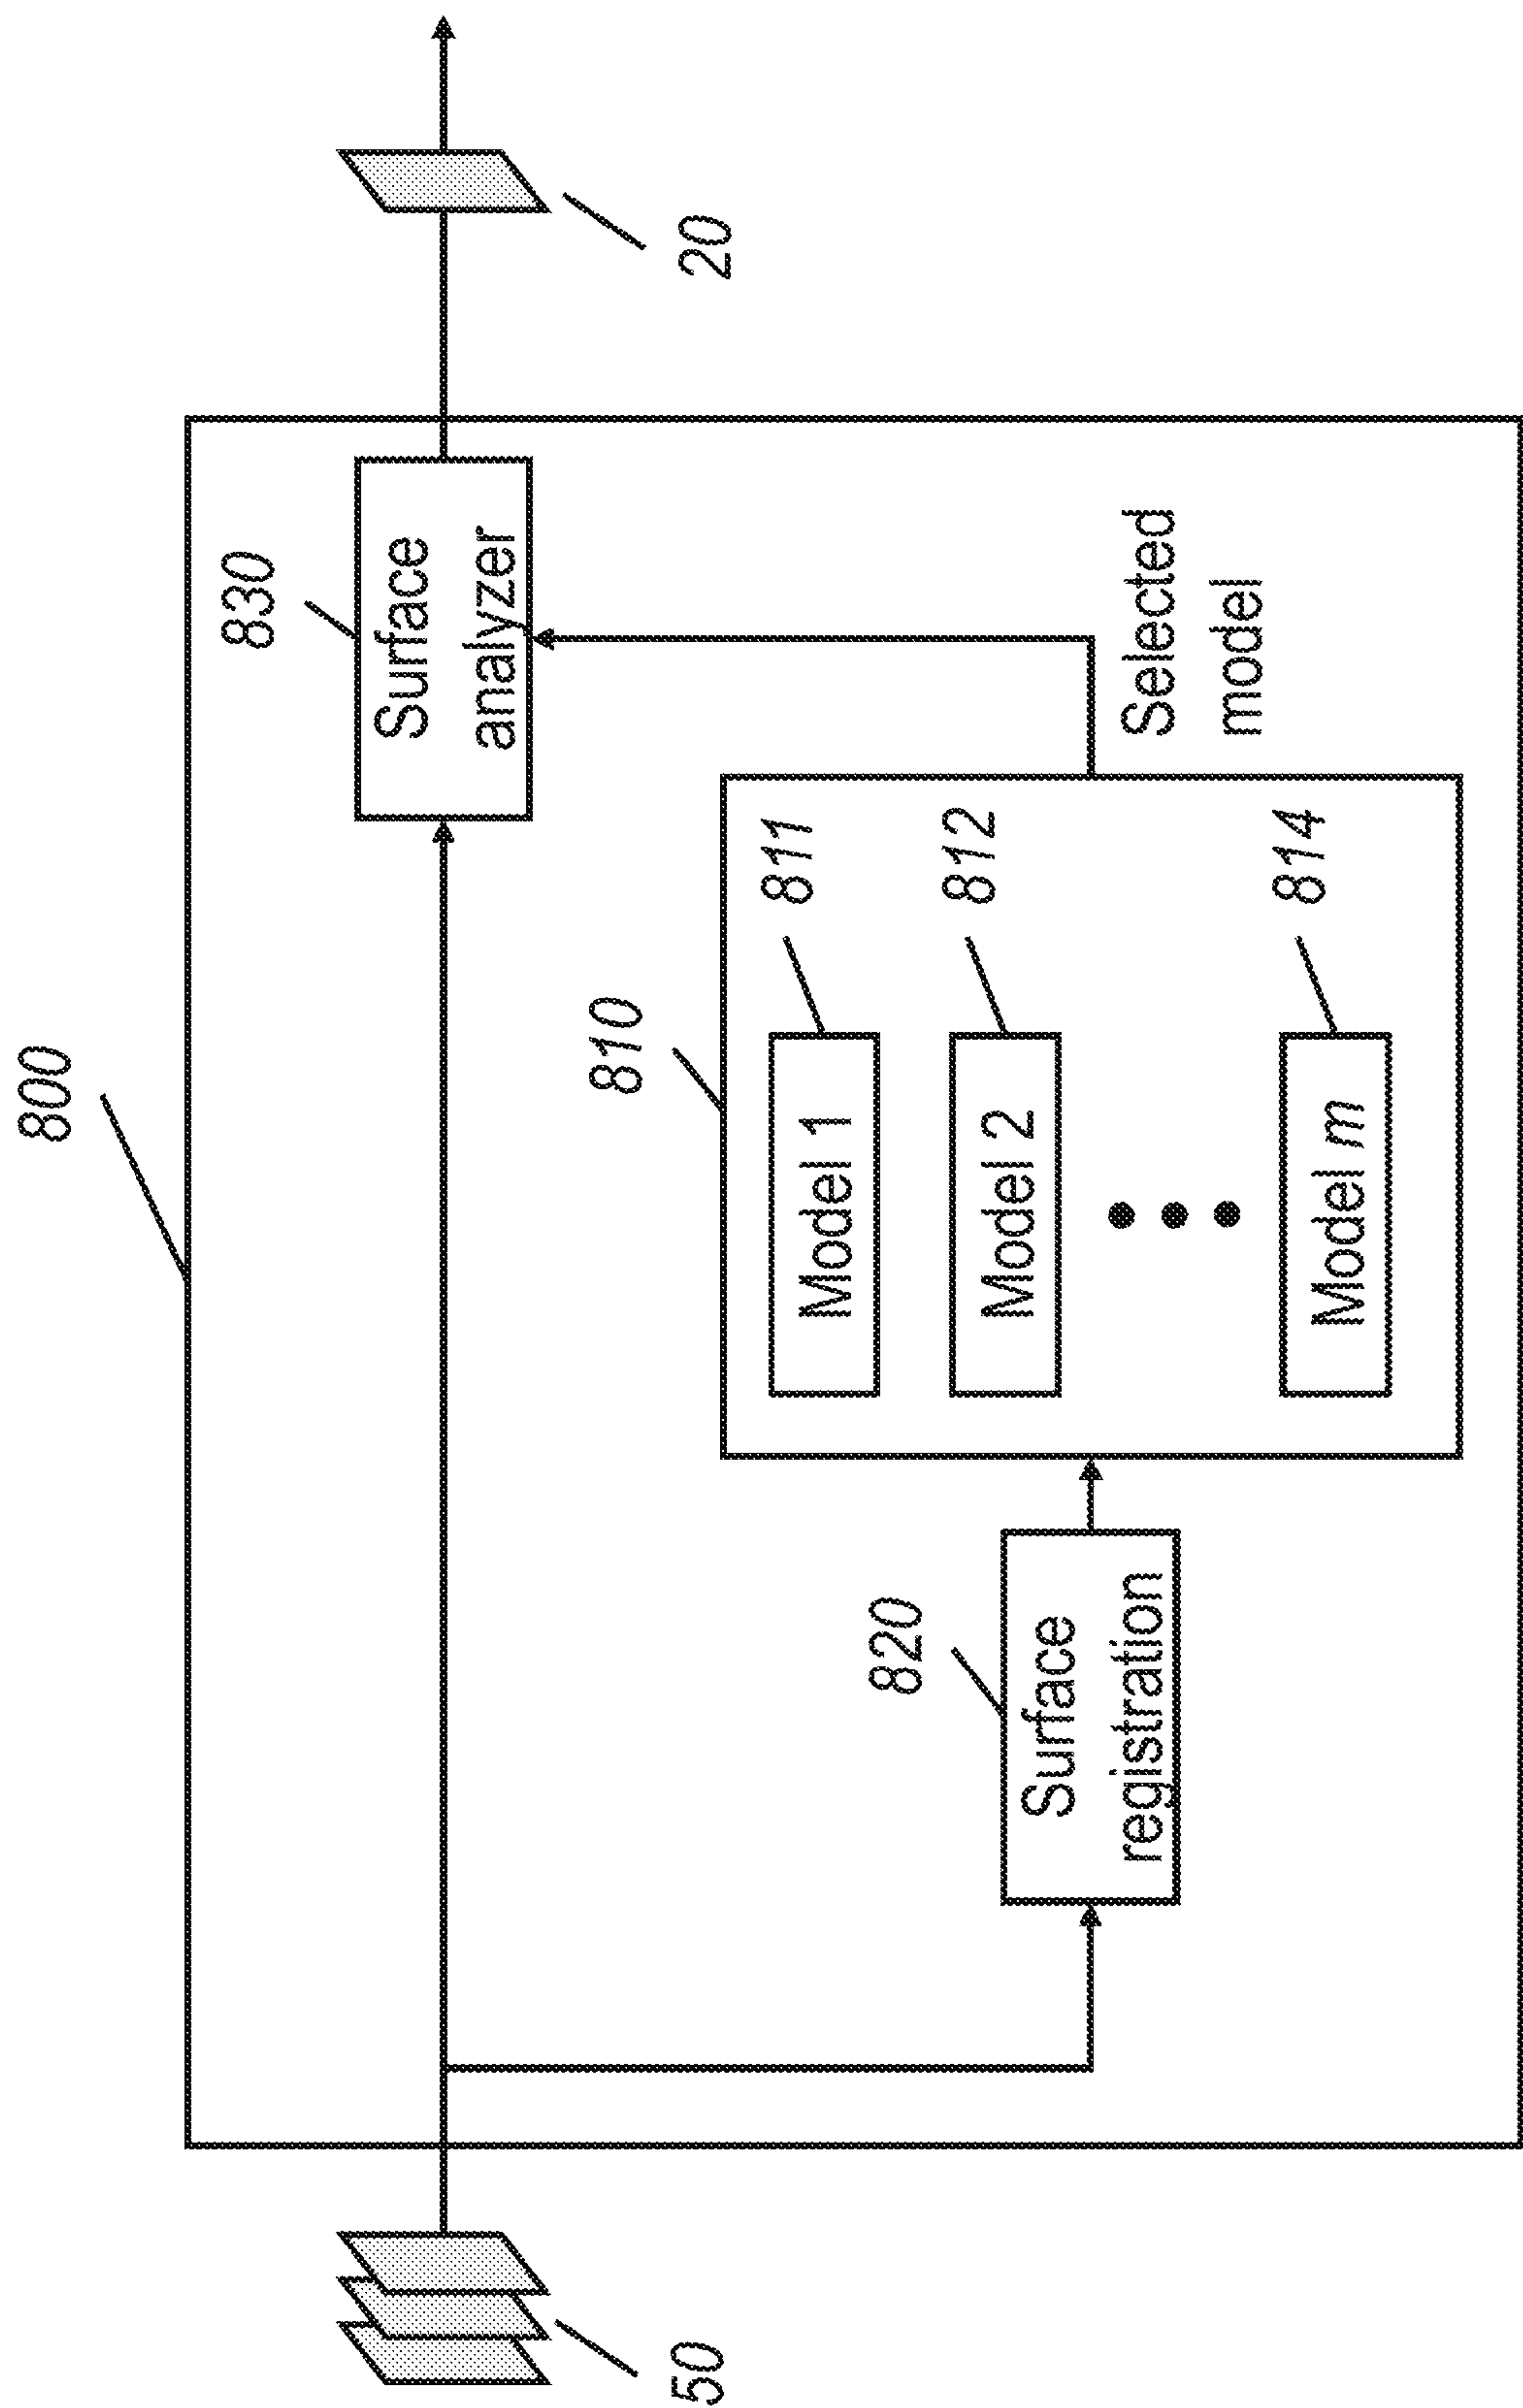 800
830
Surface
analyzer
20
810
Model 1
811
Model 2
812
Model m
814
Selected
model
820
Surface
registration
50